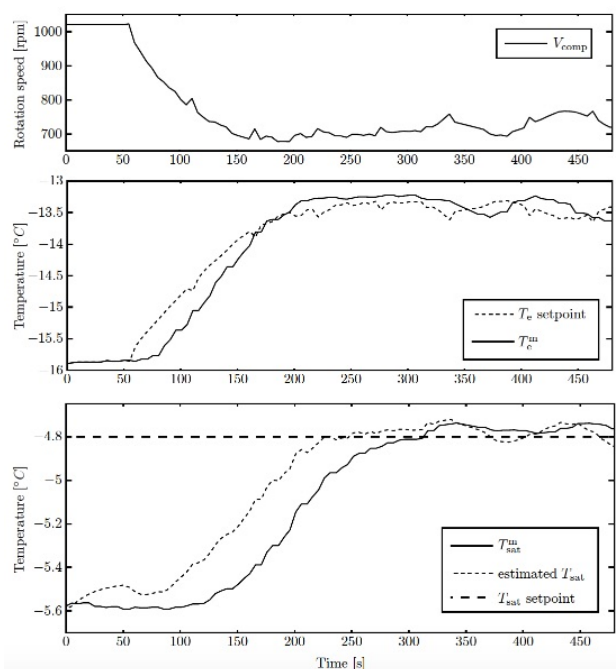 Rotation speed [rpm]
1000
900
800
700
V_comp
0 50 100 150 200 250 300 350 400 450
Temperature [°C]
−13
−13.5
−14
−14.5
−15
−15.5
−16
T_e setpoint
T_e^m
0 50 100 150 200 250 300 350 400 450
Temperature [°C]
−4.8
−5
−5.2
−5.4
−5.6
T_sat^m
estimated T_sat
T_sat setpoint
0 50 100 150 200 250 300 350 400 450
Time [s]